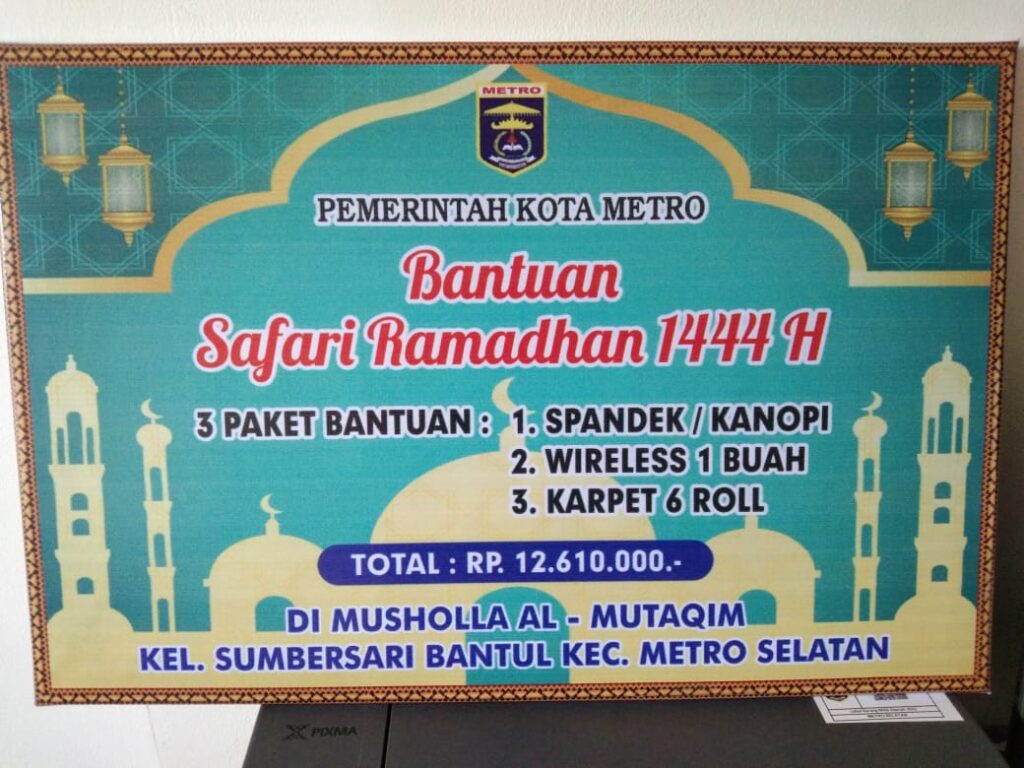 METRO
PEMERINTAH KOTA METRO
Bantuan
Safari Ramadhan 1444 H
3 PAKET BANTUAN : 1. SPANDEK / KANOPI
2. WIRELESS 1 BUAH
3. KARPET 6 ROLL
TOTAL : RP. 12.610.000.-
DI MUSHOLLA AL - MUTAQIM
KEL. SUMBERSARI BANTUL KEC. METRO SELATAN
PIXMA
METRO SELATAN